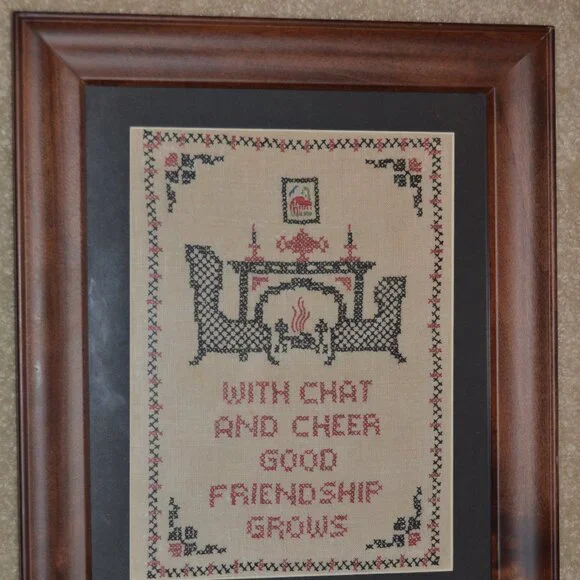 WITH CHAT
AND CHEER
GOOD
FRIENDSHIP
GROWS